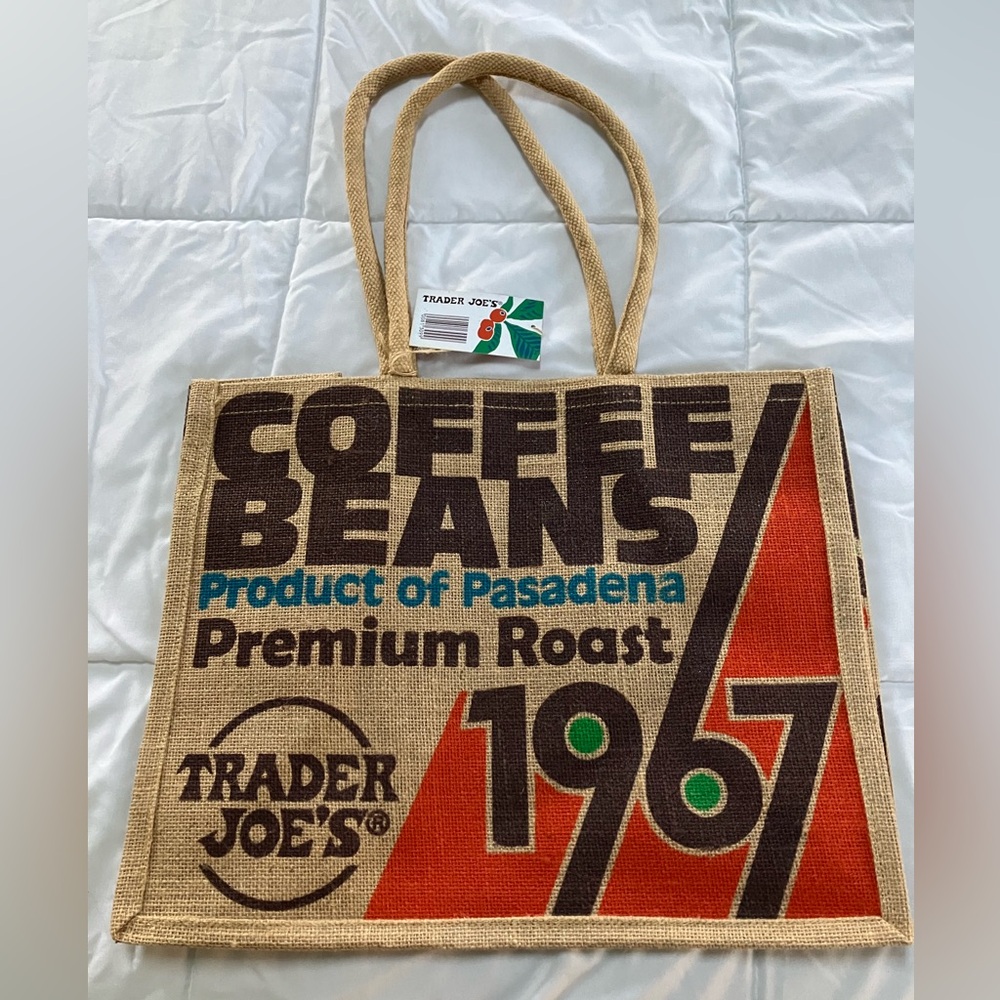 TRADER JOE'S®
COFFEE
BEANS
Product of Pasadena
Premium Roast
1967
TRADER
JOE'S®